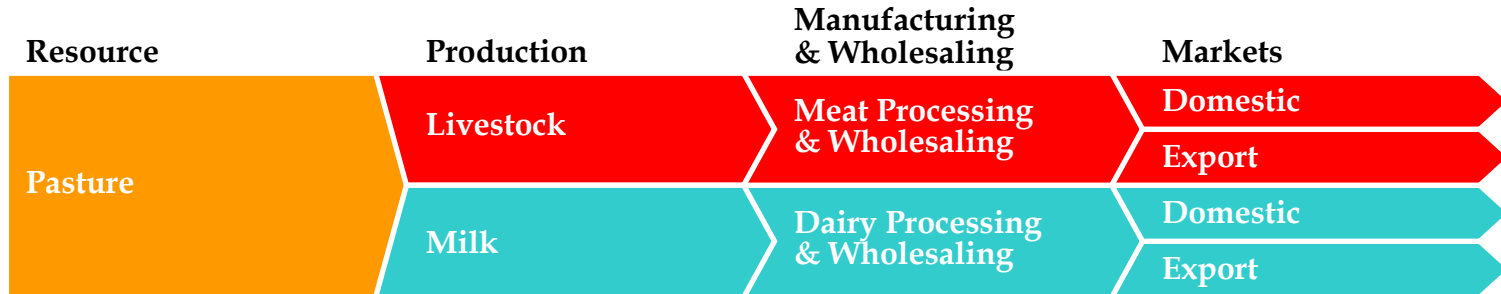 Resource
Production
Manufacturing
& Wholesaling
Markets
Pasture
Livestock
Meat Processing
& Wholesaling
Domestic
Export
Milk
Dairy Processing
& Wholesaling
Domestic
Export